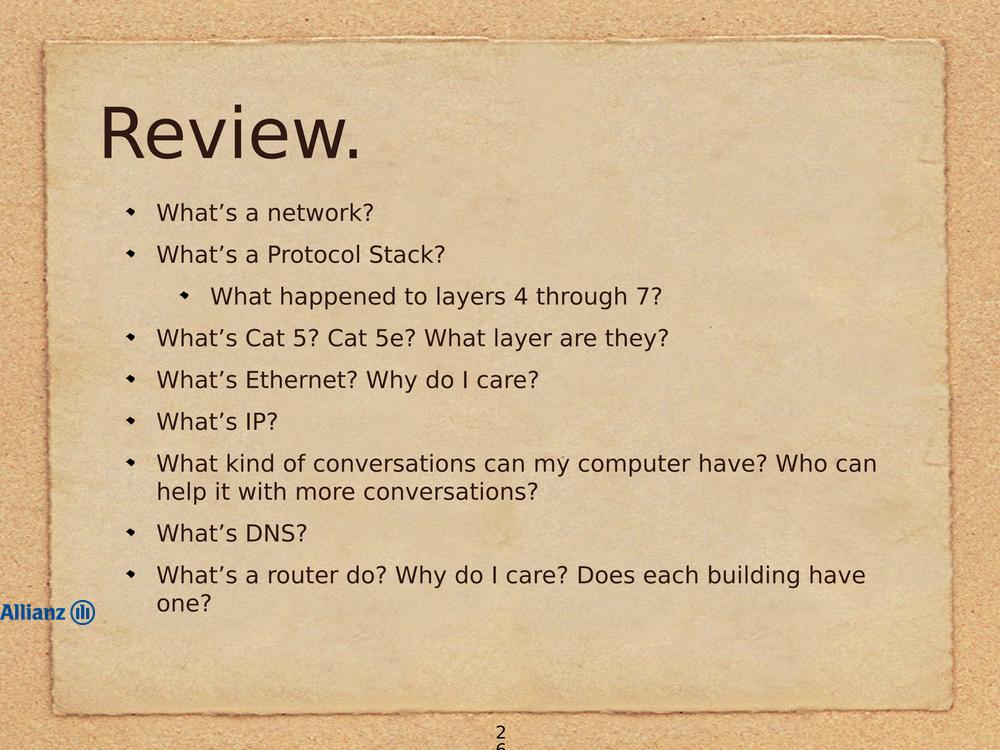 Review.
What’s a network?
What’s a Protocol Stack?
What happened to layers 4 through 7?
What’s Cat 5? Cat 5e? What layer are they?
What’s Ethernet? Why do I care?
What’s IP?
What kind of conversations can my computer have? Who can
help it with more conversations?
What’s DNS?
What’s a router do? Why do I care? Does each building have
one?
Allianz
2
6